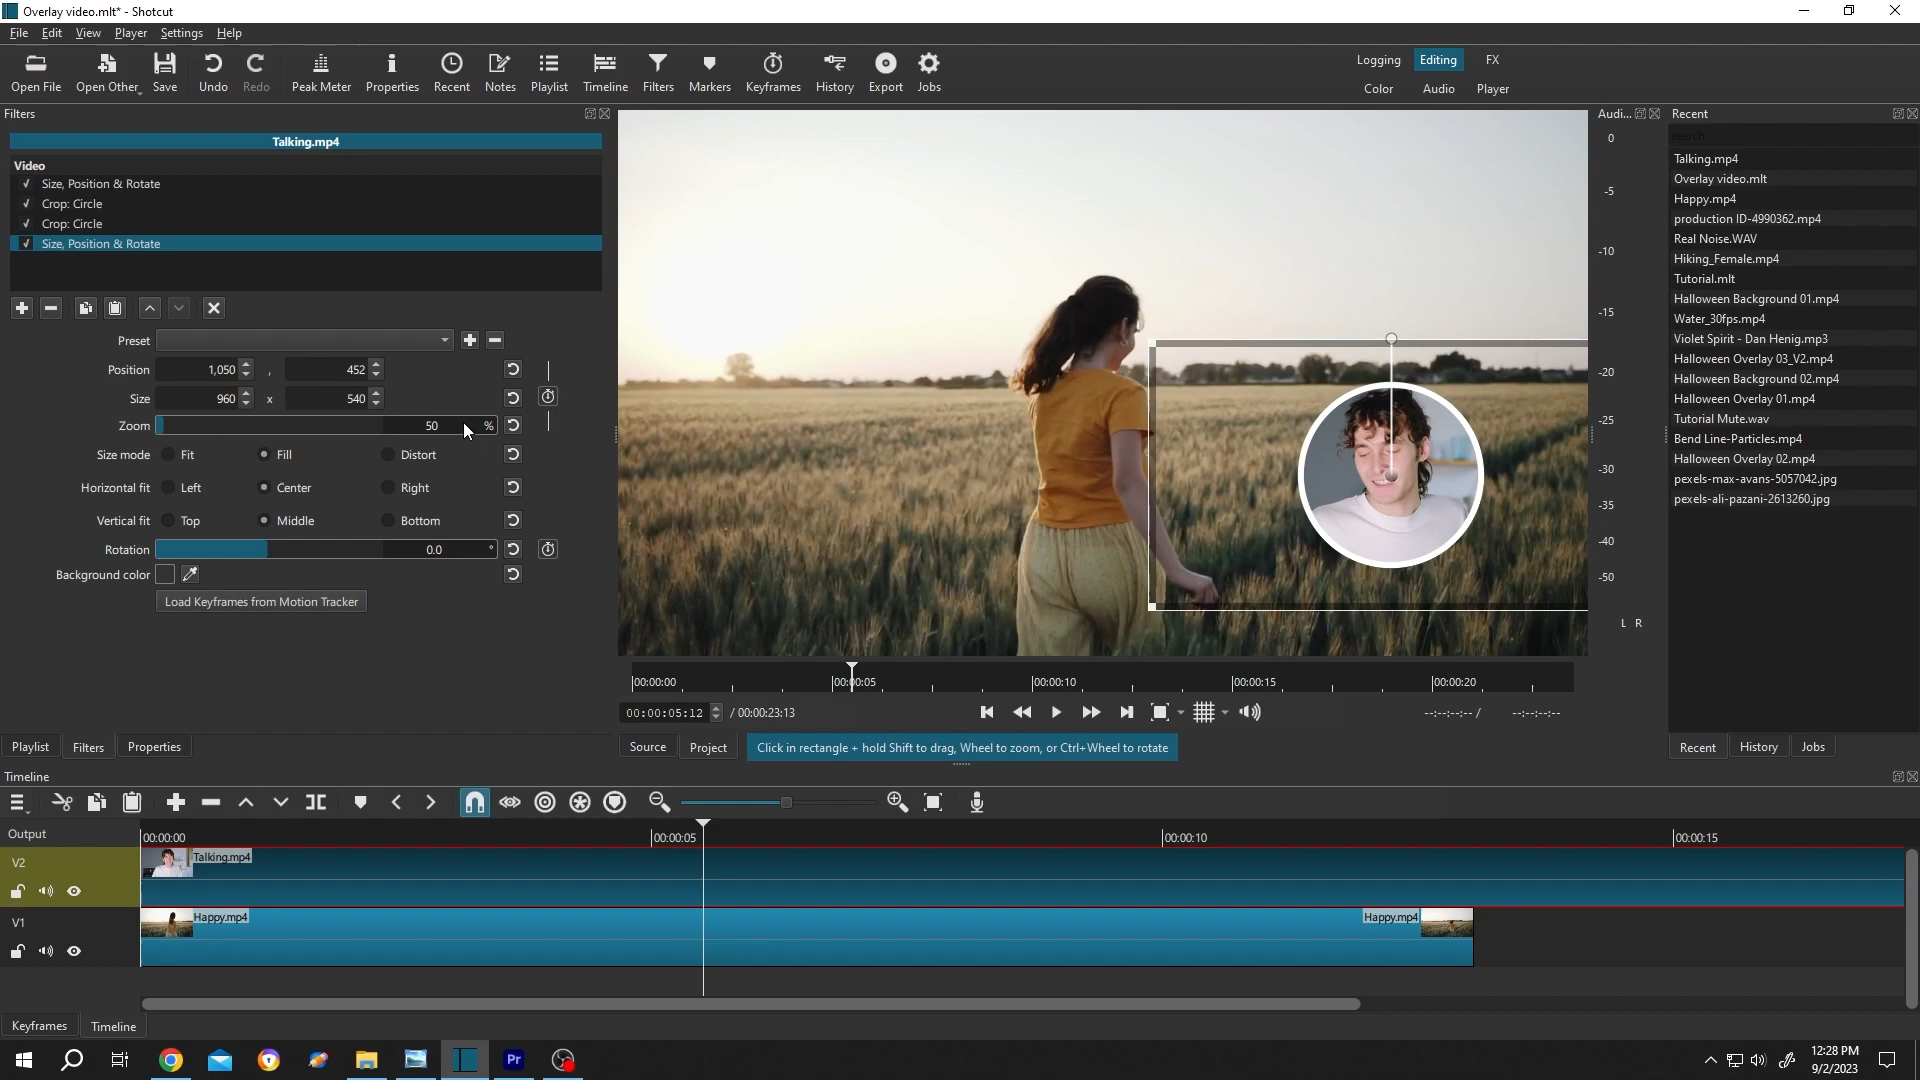 Overlay video.mlt* - Shotcut
File Edit View Player Settings Help
Open File Open Other Save Undo Redo Peak Meter Properties Recent Notes Playlist Timeline Filters Markers Keyframes History Export Jobs
Logging Editing FX
Color Audio Player
Filters
Talking.mp4
Video
Size, Position & Rotate
Crop: Circle
Crop: Circle
Size, Position & Rotate
Preset
Position 1,050 , 452
Size 960 x 540
Zoom 50 %
Size mode Fit Fill Distort
Horizontal fit Left Center Right
Vertical fit Top Middle Bottom
Rotation 0.0 °
Background color
Load Keyframes from Motion Tracker
Playlist Filters Properties
00:00:00 00:00:05 00:00:10 00:00:15 00:00:20
00:00:05:12 / 00:00:23:13 --:--:--:-- / --:--:--:--
Source Project Click in rectangle + hold Shift to drag, Wheel to zoom, or Ctrl+Wheel to rotate
Audi...
0
-5
-10
-15
-20
-25
-30
-35
-40
-50
L R
Recent
search
Talking.mp4
Overlay video.mlt
Happy.mp4
production ID-4990362.mp4
Real Noise.WAV
Hiking_Female.mp4
Tutorial.mlt
Halloween Background 01.mp4
Water_30fps.mp4
Violet Spirit - Dan Henig.mp3
Halloween Overlay 03_V2.mp4
Halloween Background 02.mp4
Halloween Overlay 01.mp4
Tutorial Mute.wav
Bend Line-Particles.mp4
Halloween Overlay 02.mp4
pexels-max-avans-5057042.jpg
pexels-ali-pazani-2613260.jpg
Recent History Jobs
Timeline
Output 00:00:00 00:00:05 00:00:10 00:00:15
V2 Talking.mp4
V1 Happy.mp4 Happy.mp4
Keyframes Timeline
Pr
12:28 PM
9/2/2023